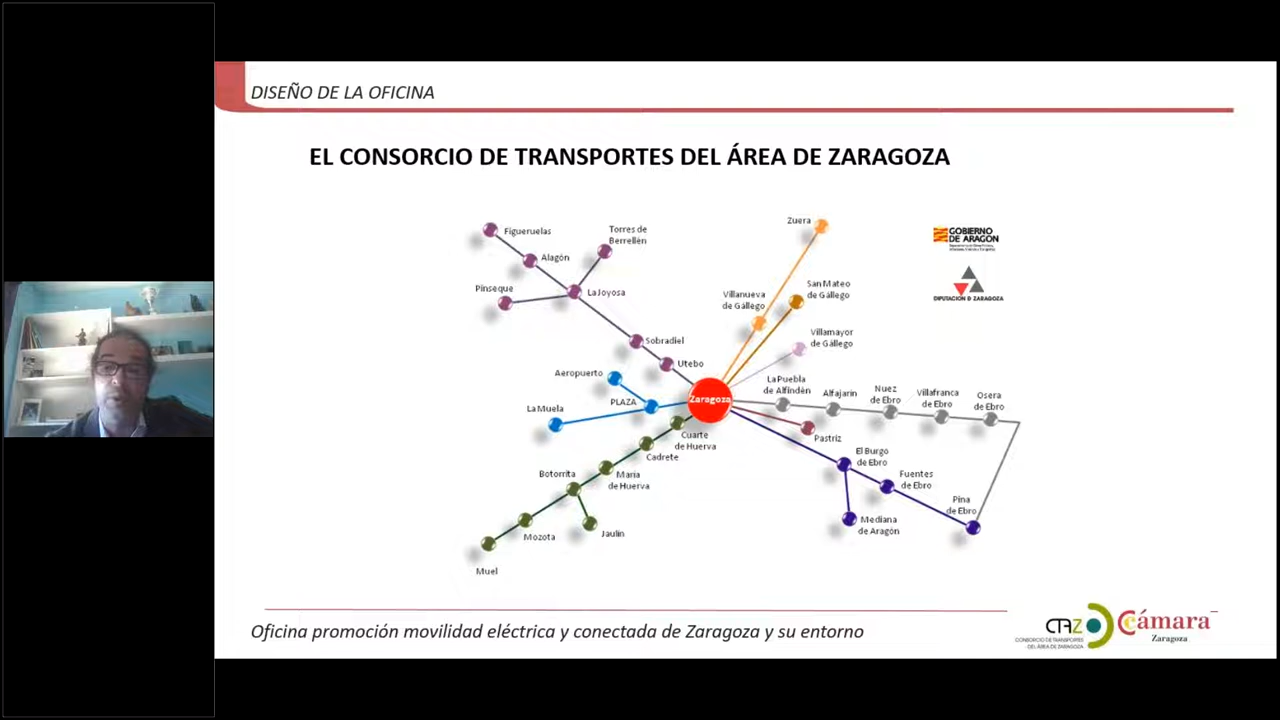 DISEÑO DE LA OFICINA
EL CONSORCIO DE TRANSPORTES DEL ÁREA DE ZARAGOZA
Figueruelas
Torres de
Berrellén
Alagón
Pinseque
La Joyosa
Sobradiel
Utebo
Zuera
San Mateo
de Gállego
Villanueva
de Gállego
Villamayor
de Gállego
GOBIERNO
DE ARAGON
DIPUTACIÓN D ZARAGOZA
Aeropuerto
PLAZA
La Muela
Zaragoza
La Puebla
de Alfindén
Alfajarin
Nuez
de Ebro
Villafranca
de Ebro
Osera
de Ebro
Pastriz
Cuarte
de Huerva
Cadrete
María
de Huerva
Botorrita
Jaulín
Mozota
Muel
El Burgo
de Ebro
Fuentes
de Ebro
Pina
de Ebro
Mediana
de Aragón
Oficina promoción movilidad eléctrica y conectada de Zaragoza y su entorno
CTAZ
CONSORCIO DE TRANSPORTES
DEL ÁREA DE ZARAGOZA
Cámara
Zaragoza